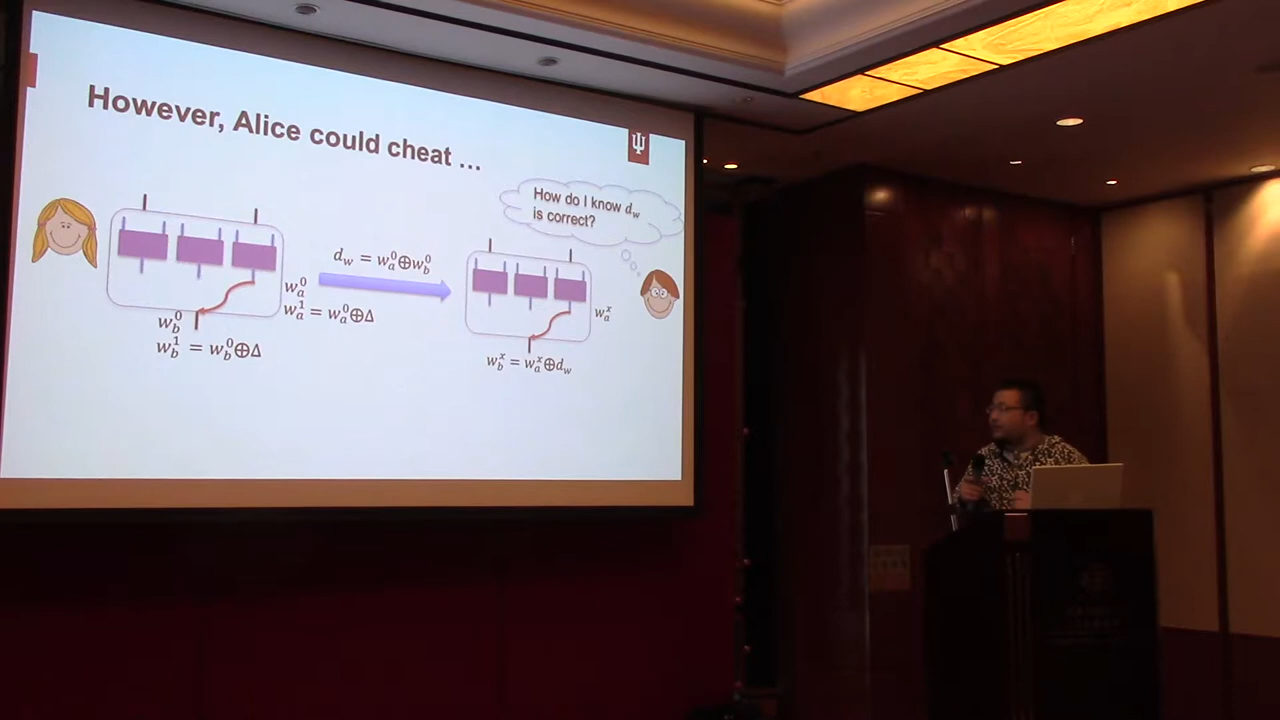 However, Alice could cheat ...
Ψ
How do I know d_w
is correct?
d_w = w_a^0⊕w_b^0
w_a^0
w_a^1 = w_a^0⊕Δ
w_b^0
w_b^1 = w_b^0⊕Δ
w_a^x
w_b^x = w_a^x⊕d_w